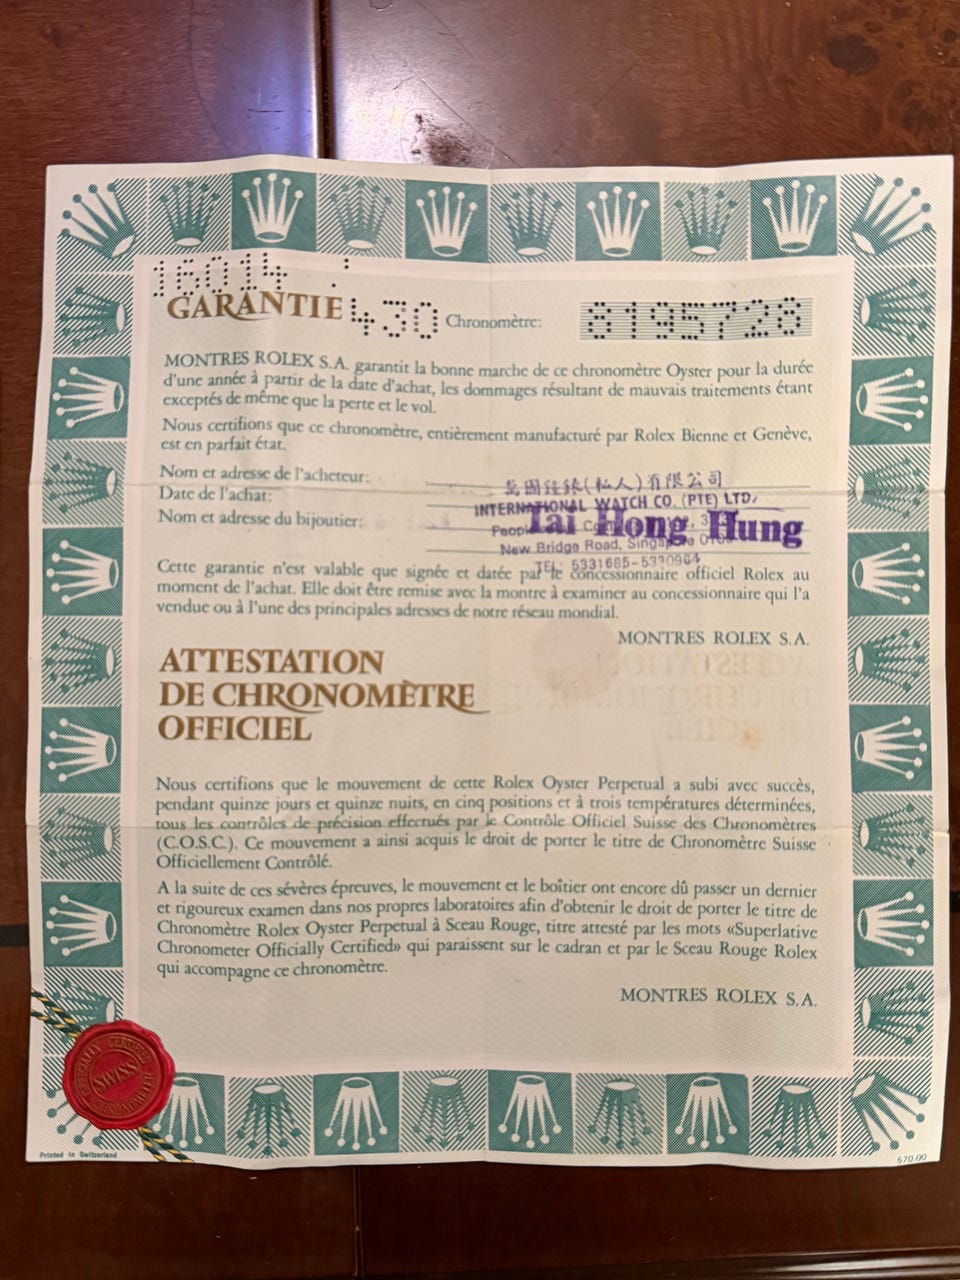 16014
GARANTIE 430 Chronomètre: 8195728
MONTRES ROLEX S.A. garantit la bonne marche de ce chronomètre Oyster pour la durée
d'une année à partir de la date d'achat, les dommages résultant de mauvais traitements étant
exceptés de même que la perte et le vol.
Nous certifions que ce chronomètre, entièrement manufacturé par Rolex Bienne et Genève,
est en parfait état.
Nom et adresse de l'acheteur:
Date de l'achat:
Nom et adresse du bijoutier:
(私人)有限公司
INTERNATIONAL WATCH CO. (PTE) LTD.
Tai Hong Hung
New Bridge Road, Singapore
TEL: 5331685-5330964
Cette garantie n'est valable que signée et datée par le concessionnaire officiel Rolex au
moment de l'achat. Elle doit être remise avec la montre à examiner au concessionnaire qui l'a
vendue ou à l'une des principales adresses de notre réseau mondial.
MONTRES ROLEX S.A.
ATTESTATION
DE CHRONOMÈTRE
OFFICIEL
Nous certifions que le mouvement de cette Rolex Oyster Perpetual a subi avec succès,
pendant quinze jours et quinze nuits, en cinq positions et à trois températures déterminées,
tous les contrôles de précision effectués par le Contrôle Officiel Suisse des Chronomètres
(C.O.S.C.). Ce mouvement a ainsi acquis le droit de porter le titre de Chronomètre Suisse
Officiellement Contrôlé.
A la suite de ces sévères épreuves, le mouvement et le boîtier ont encore dû passer un dernier
et rigoureux examen dans nos propres laboratoires afin d'obtenir le droit de porter le titre de
Chronomètre Rolex Oyster Perpetual à Sceau Rouge, titre attesté par les mots «Superlative
Chronometer Officially Certified» qui paraissent sur le cadran et par le Sceau Rouge Rolex
qui accompagne ce chronomètre.
MONTRES ROLEX S.A.
OFFICIALLY CERTIFIED
SWISS
CHRONOMETER
Printed in Switzerland
570.00